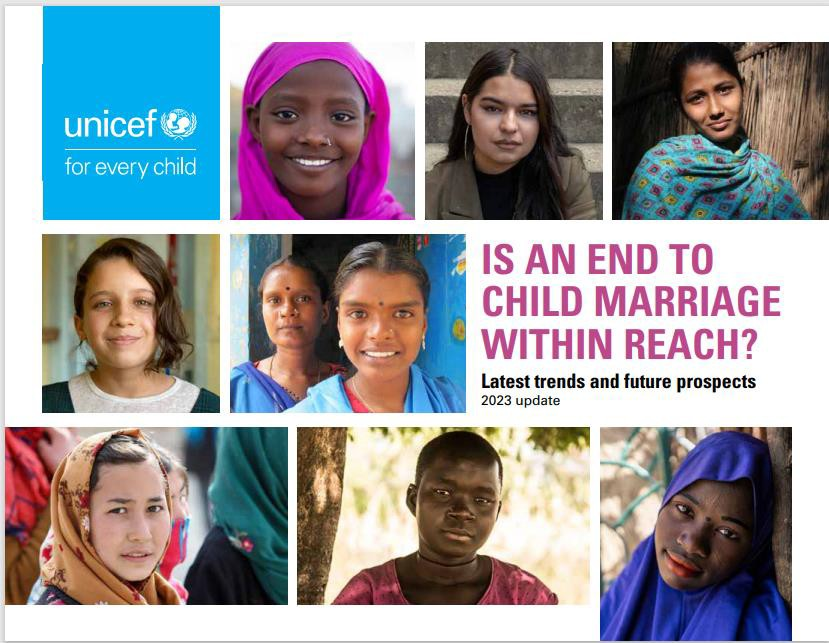 unicef
for every child
IS AN END TO
CHILD MARRIAGE
WITHIN REACH?
Latest trends and future prospects
2023 update